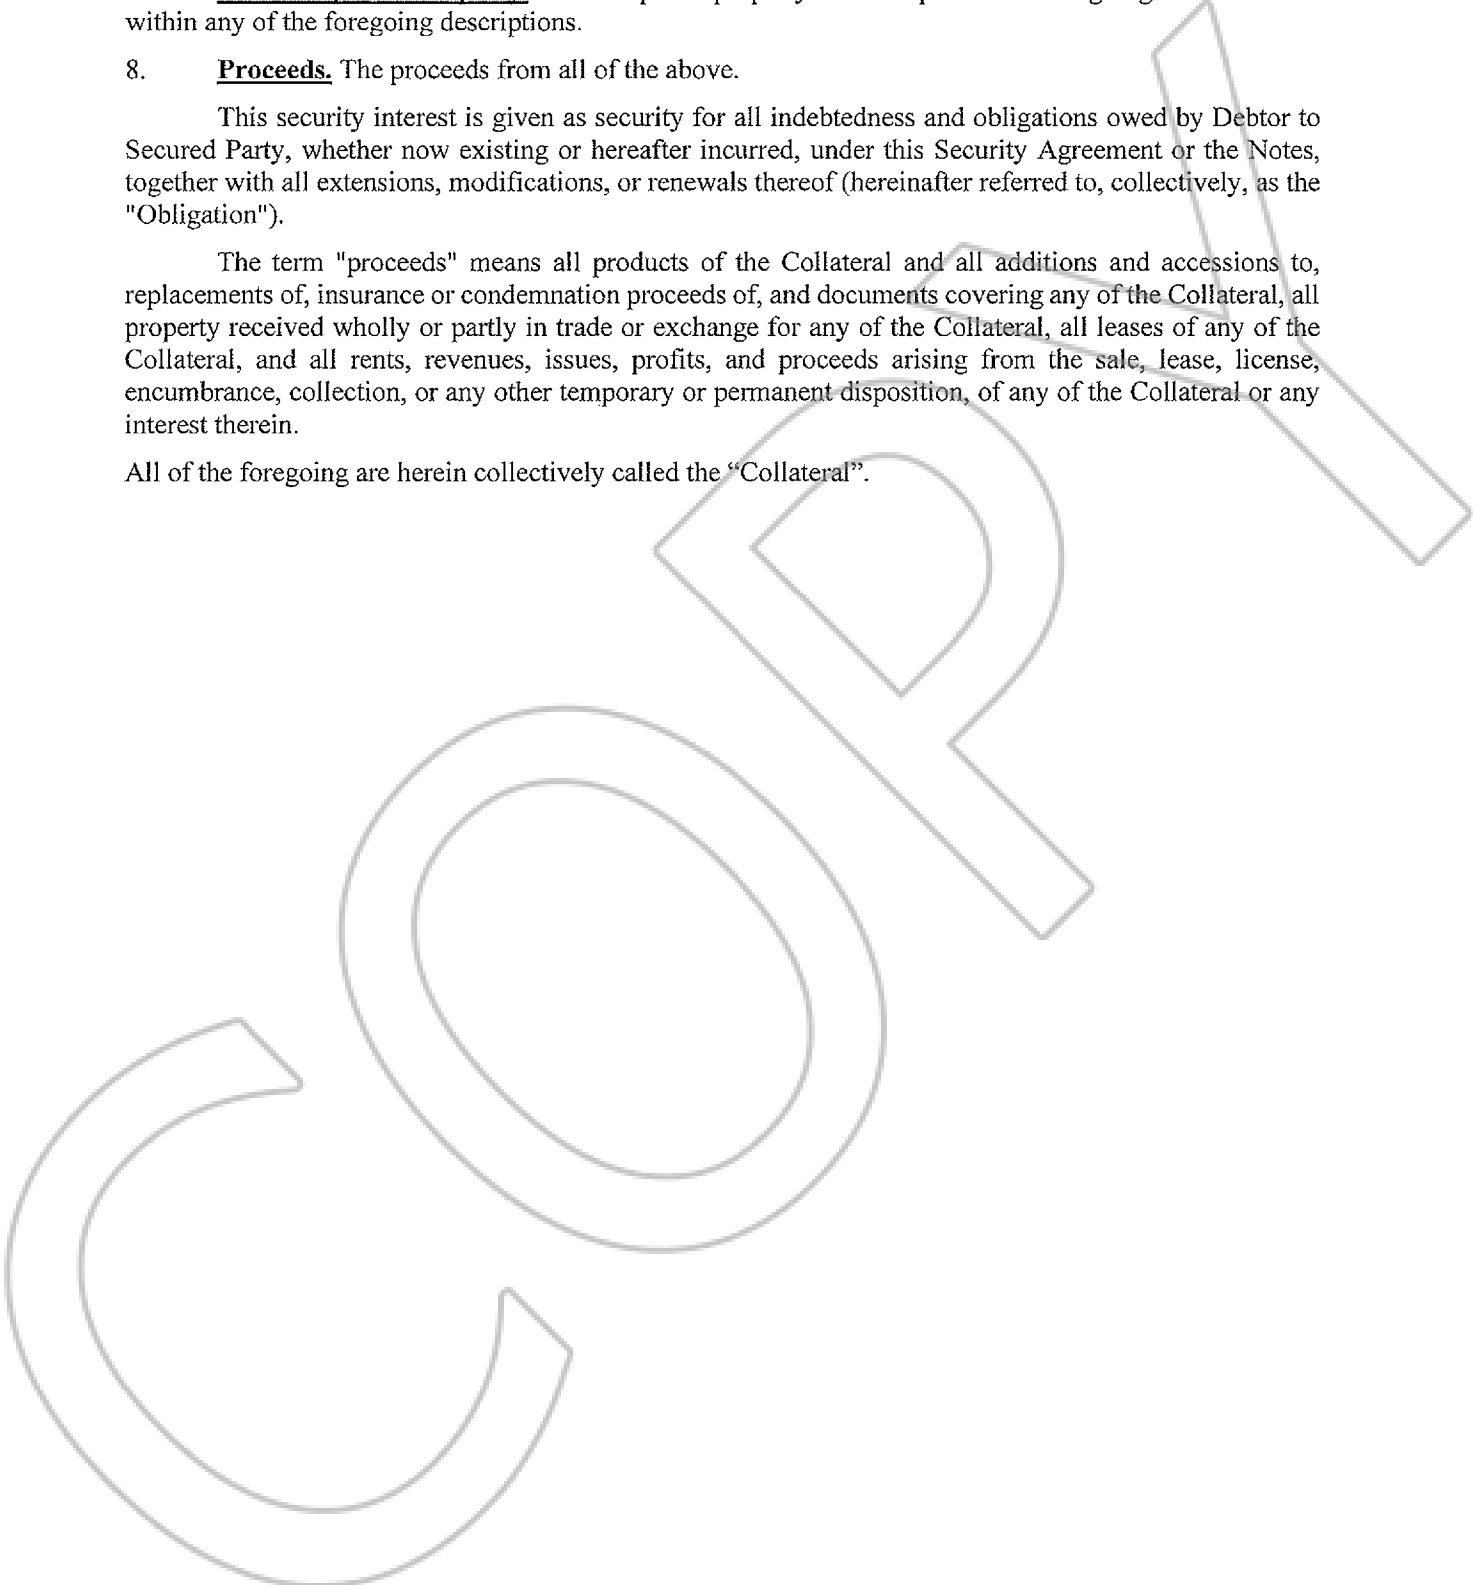 within any of the foregoing descriptions.
8. Proceeds. The proceeds from all of the above.
This security interest is given as security for all indebtedness and obligations owed by Debtor to
Secured Party, whether now existing or hereafter incurred, under this Security Agreement or the Notes,
together with all extensions, modifications, or renewals thereof (hereinafter referred to, collectively, as the
"Obligation").
The term "proceeds" means all products of the Collateral and all additions and accessions to,
replacements of, insurance or condemnation proceeds of, and documents covering any of the Collateral, all
property received wholly or partly in trade or exchange for any of the Collateral, all leases of any of the
Collateral, and all rents, revenues, issues, profits, and proceeds arising from the sale, lease, license,
encumbrance, collection, or any other temporary or permanent disposition, of any of the Collateral or any
interest therein.
All of the foregoing are herein collectively called the “Collateral”.
COPY